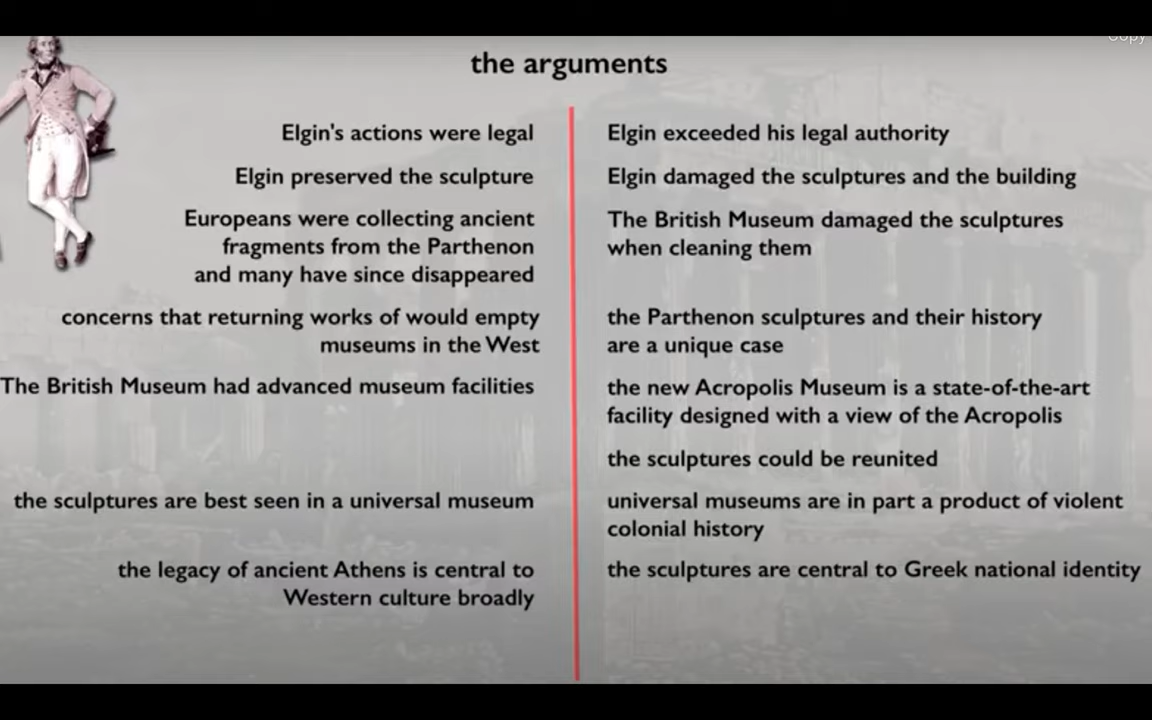 Copy
the arguments
Elgin's actions were legal
Elgin exceeded his legal authority
Elgin preserved the sculpture
Elgin damaged the sculptures and the building
Europeans were collecting ancient
fragments from the Parthenon
and many have since disappeared
The British Museum damaged the sculptures
when cleaning them
concerns that returning works of would empty
museums in the West
the Parthenon sculptures and their history
are a unique case
The British Museum had advanced museum facilities
the new Acropolis Museum is a state-of-the-art
facility designed with a view of the Acropolis
the sculptures could be reunited
the sculptures are best seen in a universal museum
universal museums are in part a product of violent
colonial history
the legacy of ancient Athens is central to
Western culture broadly
the sculptures are central to Greek national identity